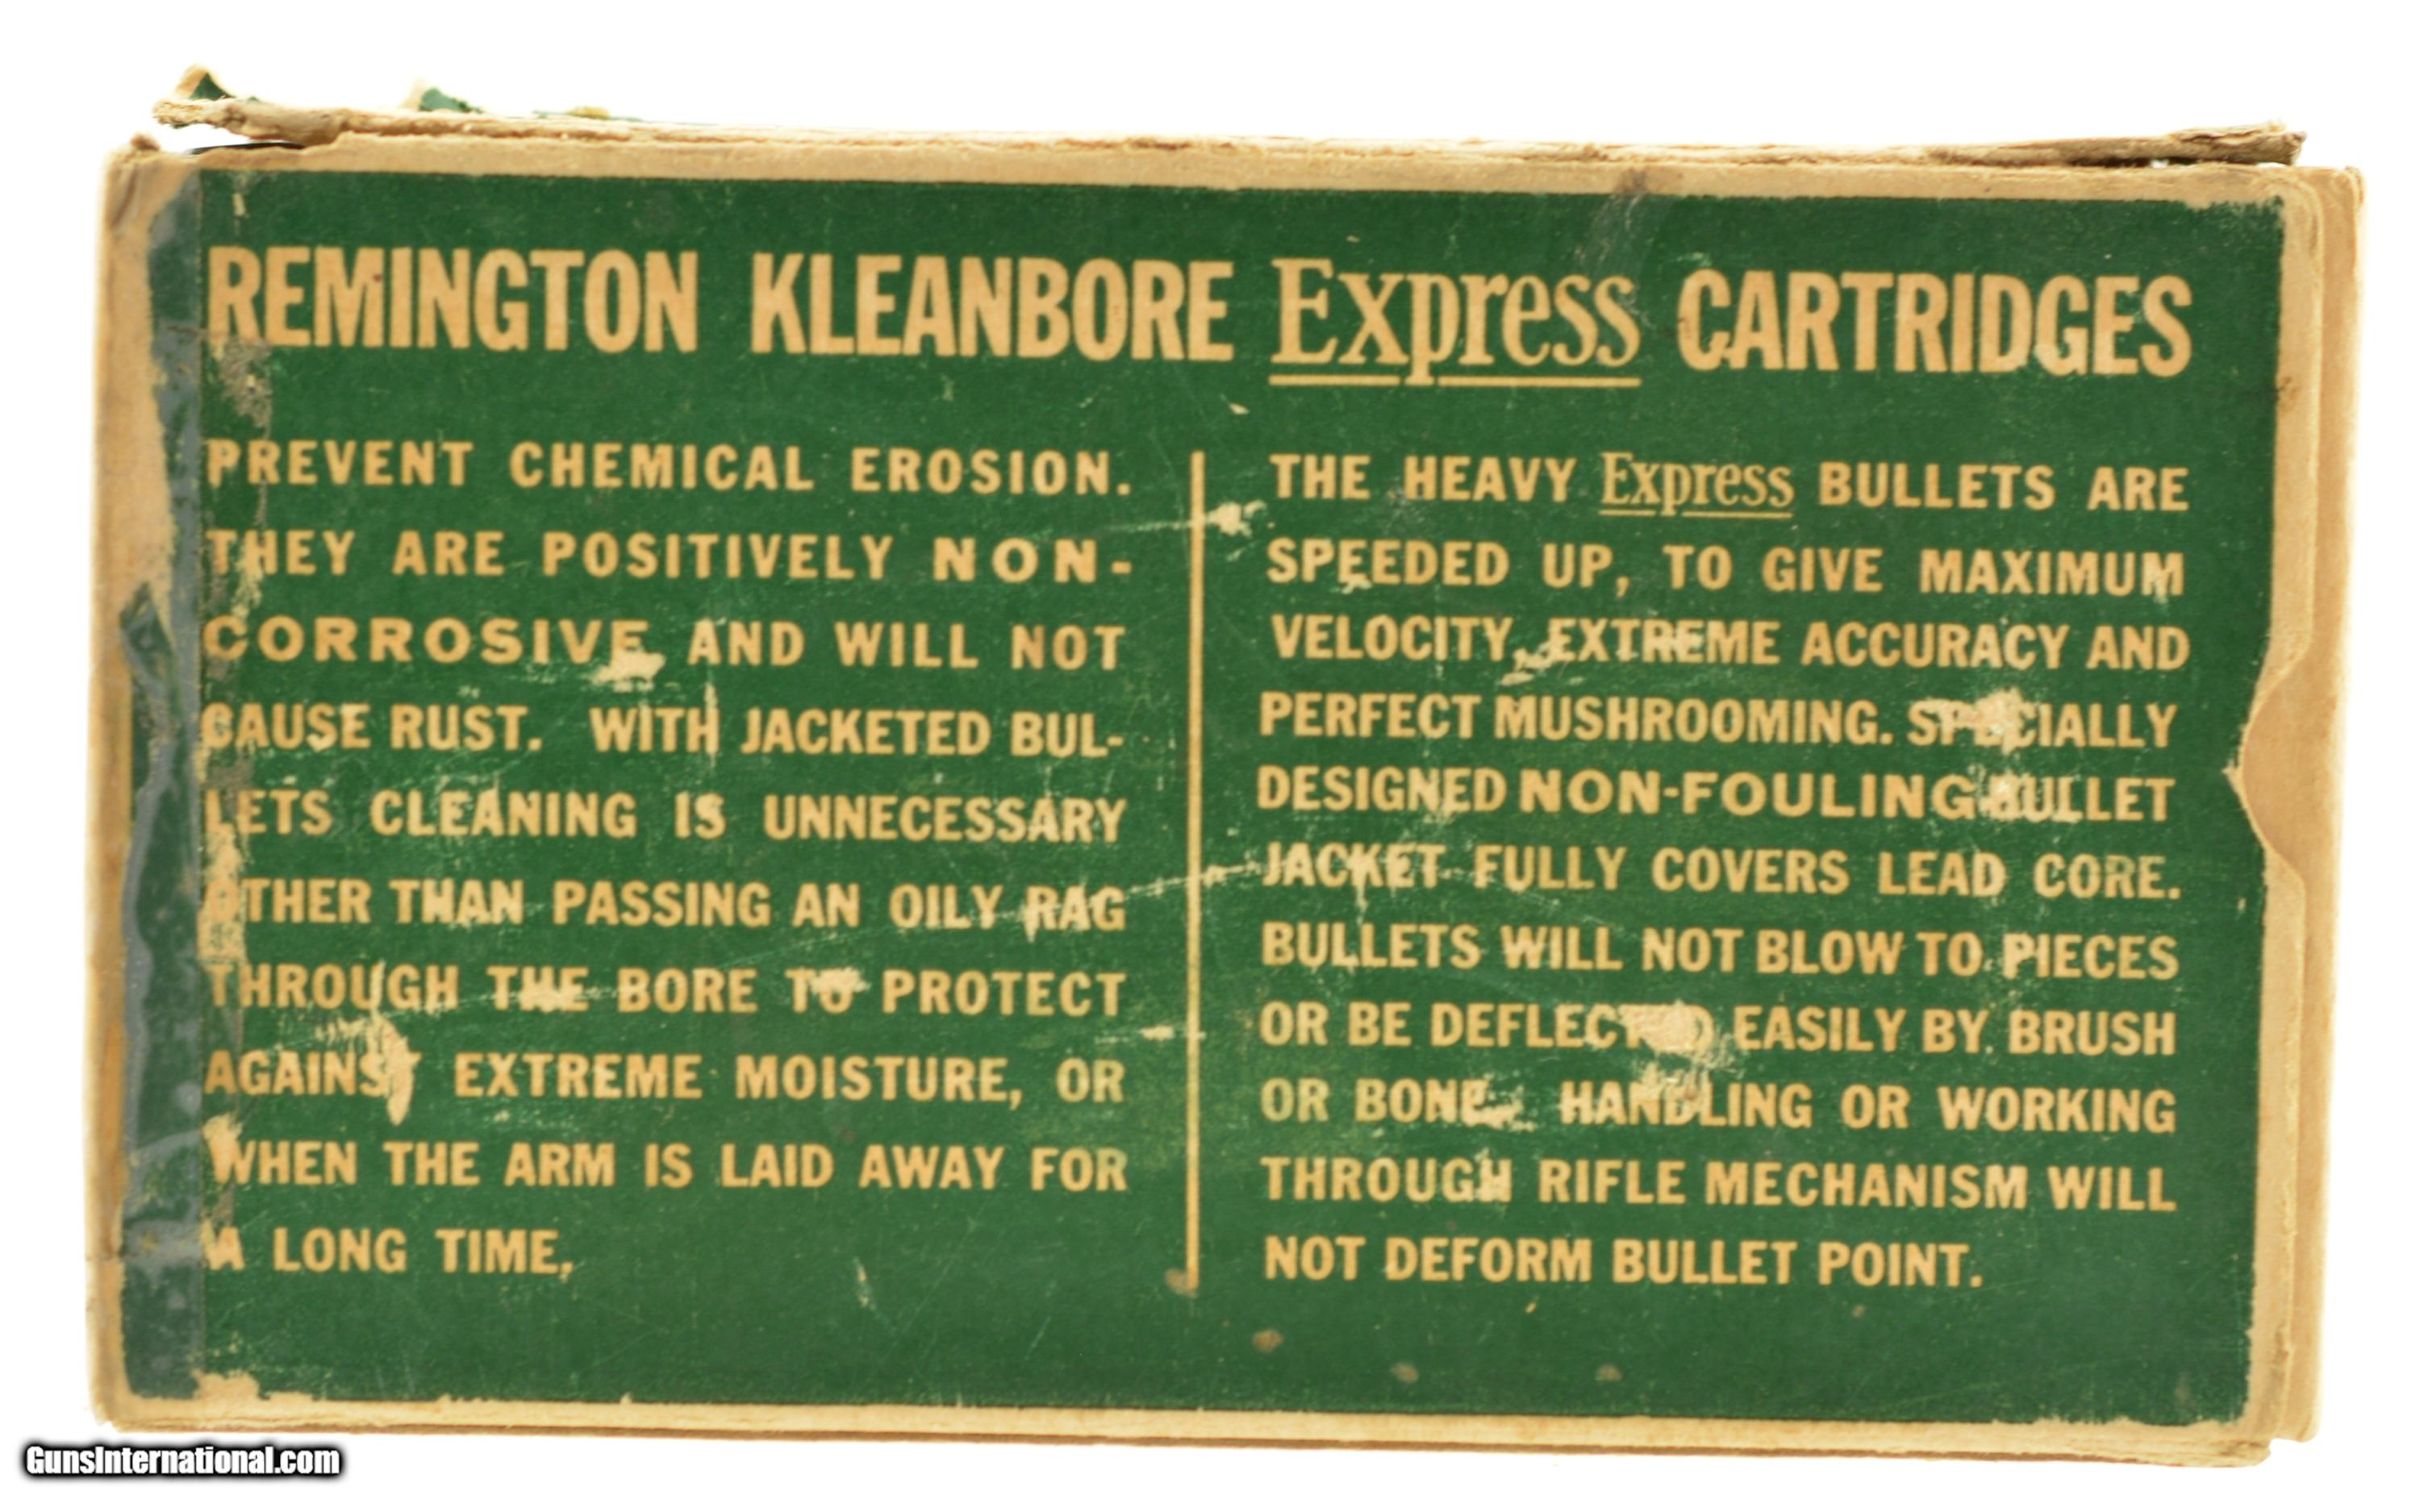 REMINGTON KLEANBORE Express CARTRIDGES
PREVENT CHEMICAL EROSION.
THEY ARE POSITIVELY NON-
CORROSIVE AND WILL NOT
CAUSE RUST. WITH JACKETED BUL-
LETS CLEANING IS UNNECESSARY
OTHER THAN PASSING AN OILY RAG
THROUGH THE BORE TO PROTECT
AGAINST EXTREME MOISTURE, OR
WHEN THE ARM IS LAID AWAY FOR
A LONG TIME.
THE HEAVY Express BULLETS ARE
SPEEDED UP, TO GIVE MAXIMUM
VELOCITY, EXTREME ACCURACY AND
PERFECT MUSHROOMING. SPECIALLY
DESIGNED NON-FOULING BULLET
JACKET FULLY COVERS LEAD CORE.
BULLETS WILL NOT BLOW TO PIECES
OR BE DEFLECTED EASILY BY BRUSH
OR BONE. HANDLING OR WORKING
THROUGH RIFLE MECHANISM WILL
NOT DEFORM BULLET POINT.
GunsInternational.com